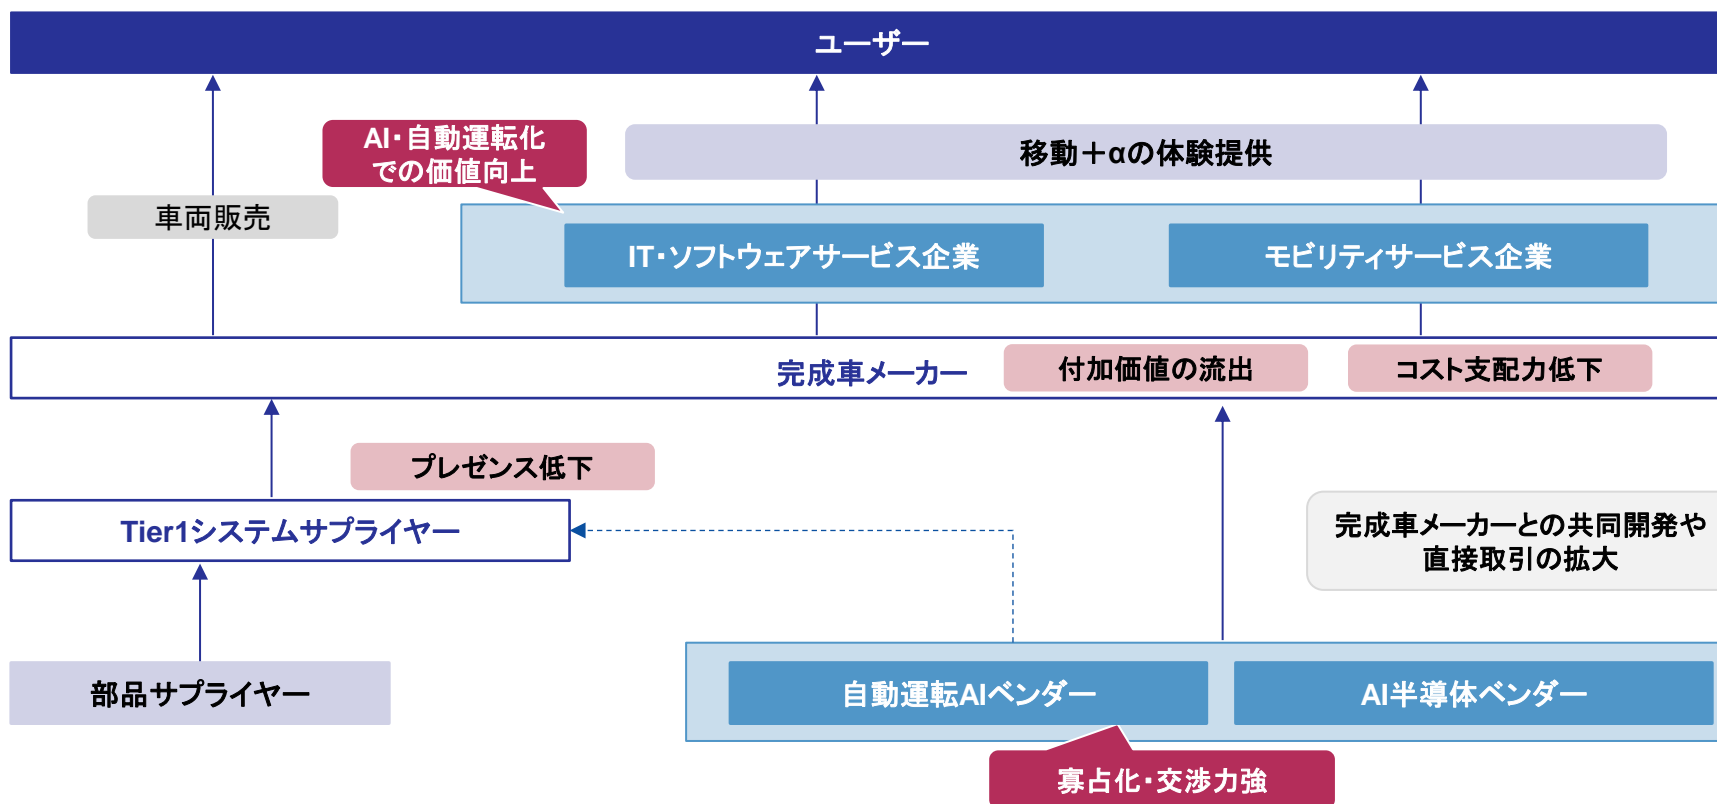 ユーザー
AI・自動運転化
での価値向上
移動＋αの体験提供
車両販売
IT・ソフトウェアサービス企業
モビリティサービス企業
完成車メーカー
付加価値の流出
コスト支配力低下
プレゼンス低下
Tier1システムサプライヤー
完成車メーカーとの共同開発や
直接取引の拡大
部品サプライヤー
自動運転AIベンダー
AI半導体ベンダー
寡占化・交渉力強